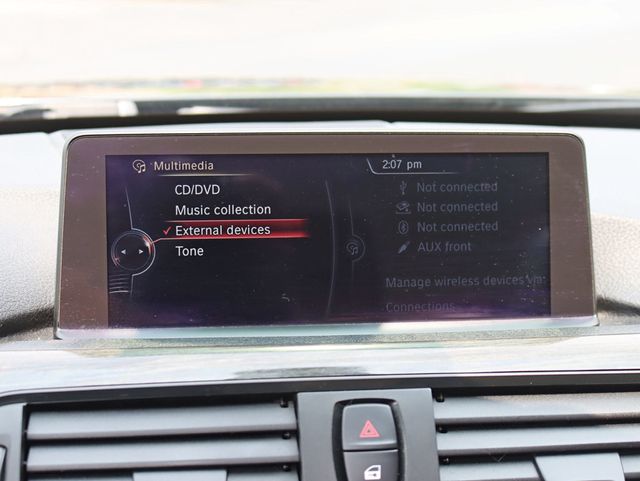 Multimedia
2:07 pm
CD/DVD
Music collection
External devices
Tone
Not connected
Not connected
Not connected
AUX front
Manage wireless devices via:
Connections